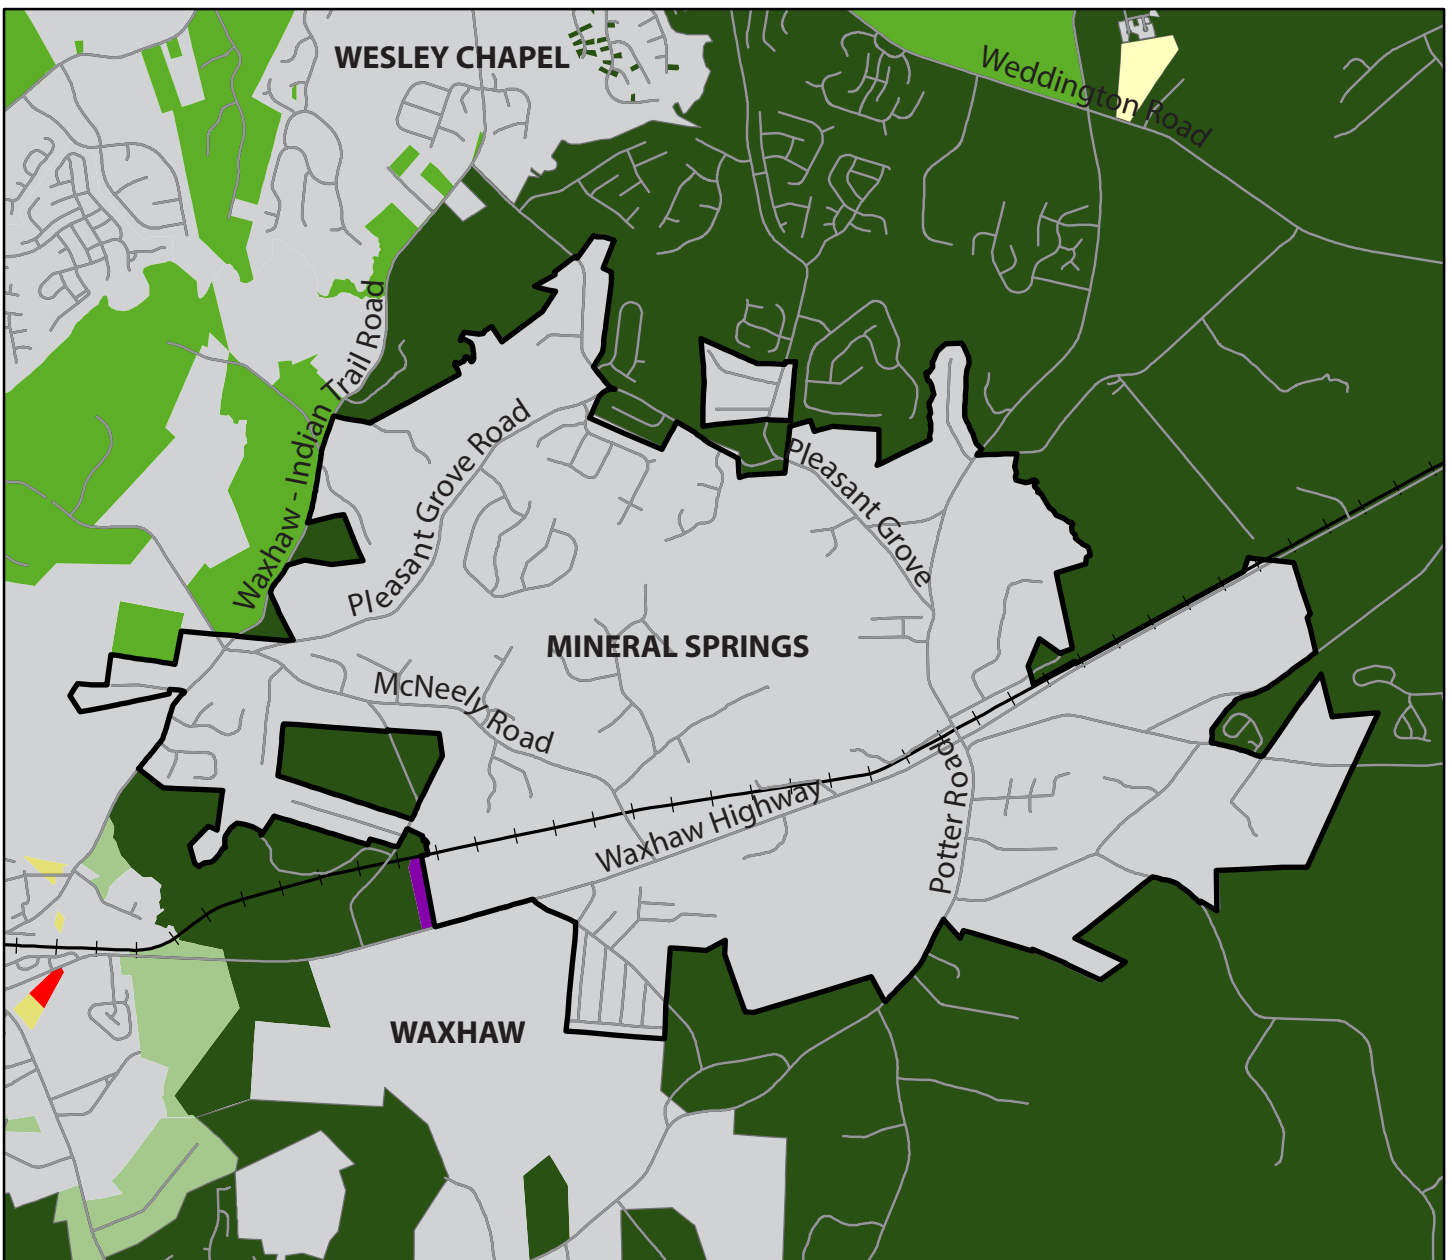 WESLEY CHAPEL
Weddington Road
Waxhaw - Indian Trail Road
Pleasant Grove Road
Pleasant Grove
MINERAL SPRINGS
McNeely Road
Waxhaw Highway
Potter Road
WAXHAW